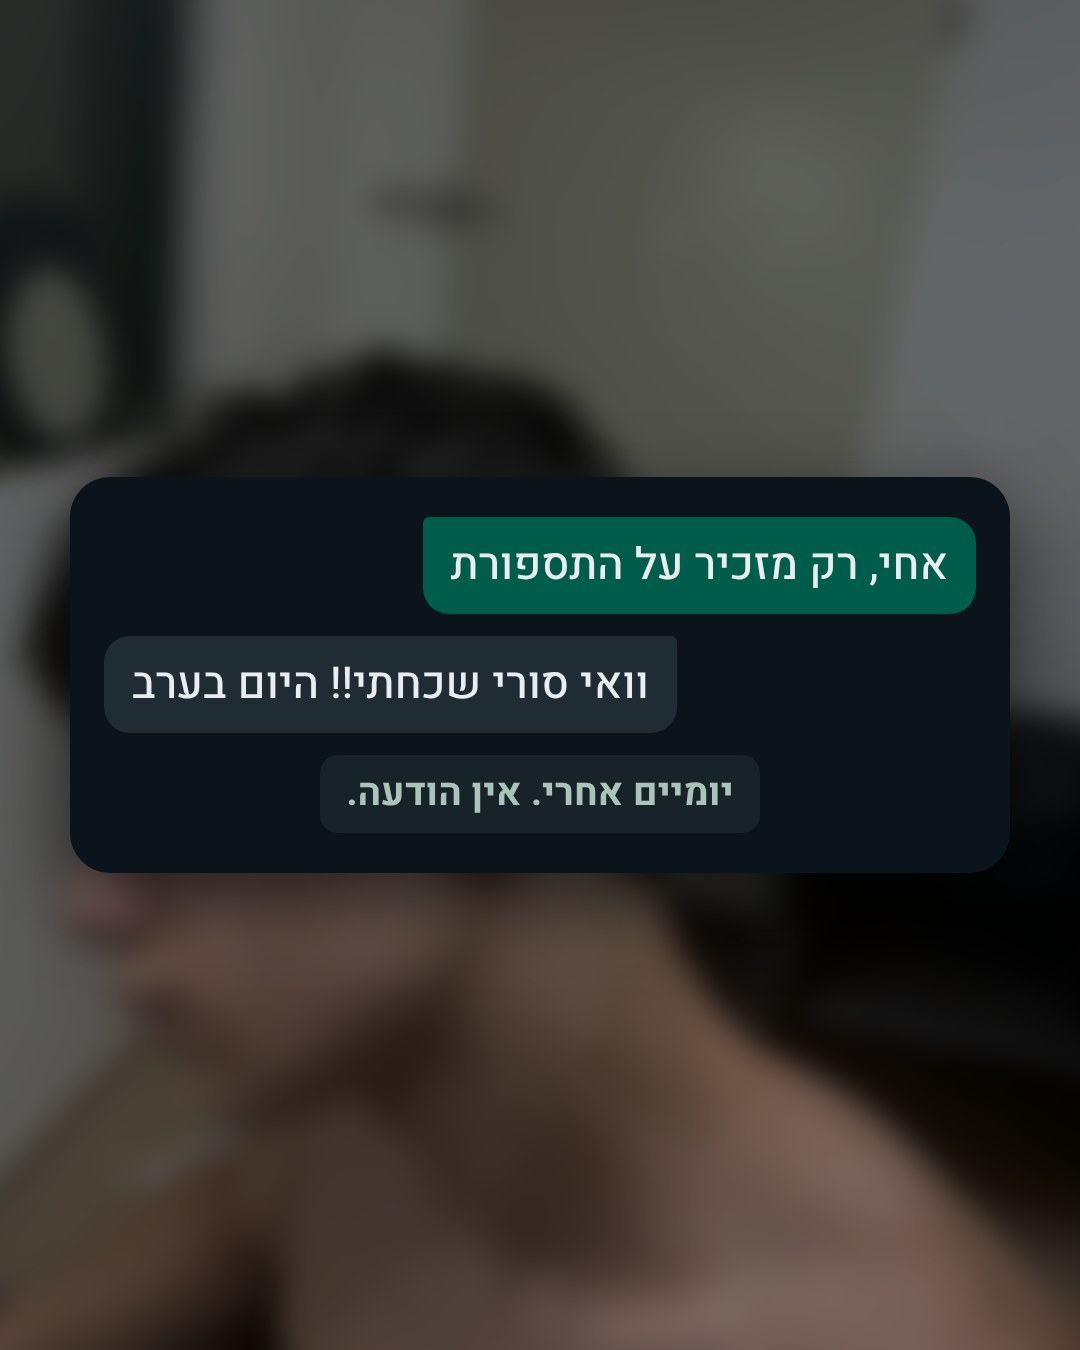 אחי, רק מזכיר על התספורת
וואי סורי שכחתי!! היום בערב
יומיים אחרי. אין הודעה.